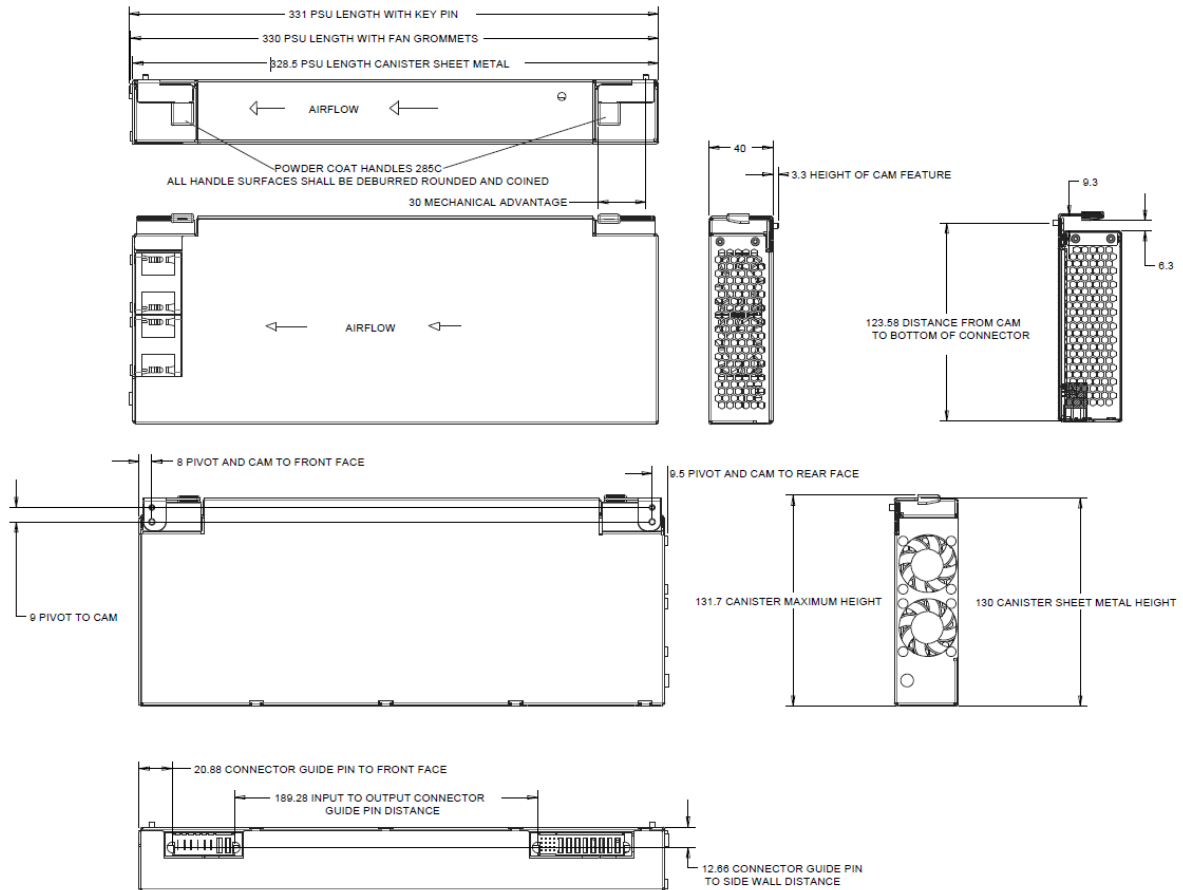 331 PSU LENGTH WITH KEY PIN
330 PSU LENGTH WITH FAN GROMMETS
328.5 PSU LENGTH CANISTER SHEET METAL
AIRFLOW
POWDER COAT HANDLES 285C
ALL HANDLE SURFACES SHALL BE DEBURRED ROUNDED AND COINED
30 MECHANICAL ADVANTAGE
40
3.3 HEIGHT OF CAM FEATURE
9.3
6.3
AIRFLOW
123.58 DISTANCE FROM CAM
TO BOTTOM OF CONNECTOR
8 PIVOT AND CAM TO FRONT FACE
9.5 PIVOT AND CAM TO REAR FACE
9 PIVOT TO CAM
131.7 CANISTER MAXIMUM HEIGHT
130 CANISTER SHEET METAL HEIGHT
20.88 CONNECTOR GUIDE PIN TO FRONT FACE
189.28 INPUT TO OUTPUT CONNECTOR
GUIDE PIN DISTANCE
12.66 CONNECTOR GUIDE PIN
TO SIDE WALL DISTANCE